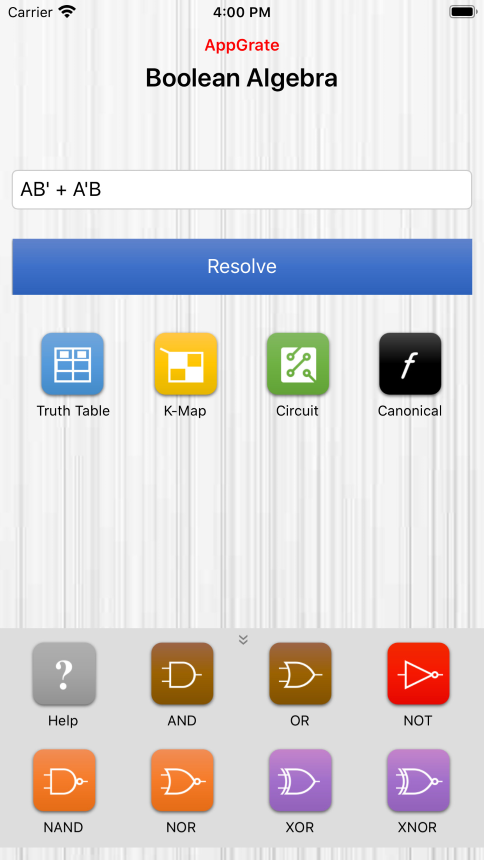 Carrier 4:00 PM
AppGrate
Boolean Algebra
AB' + A'B
Resolve
Truth Table K-Map Circuit Canonical
Help AND OR NOT
NAND NOR XOR XNOR